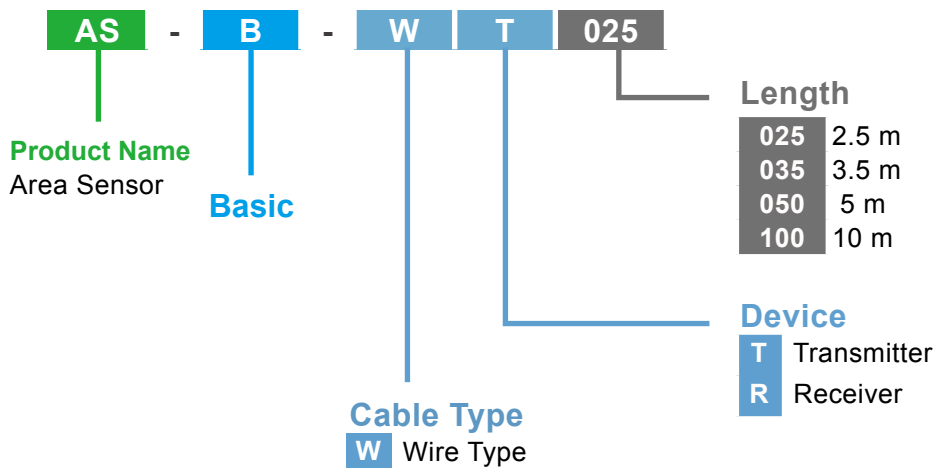 AS - B - W T 025
Product Name
Area Sensor
Basic
Cable Type
W Wire Type
Device
T Transmitter
R Receiver
Length
025 2.5 m
035 3.5 m
050 5 m
100 10 m